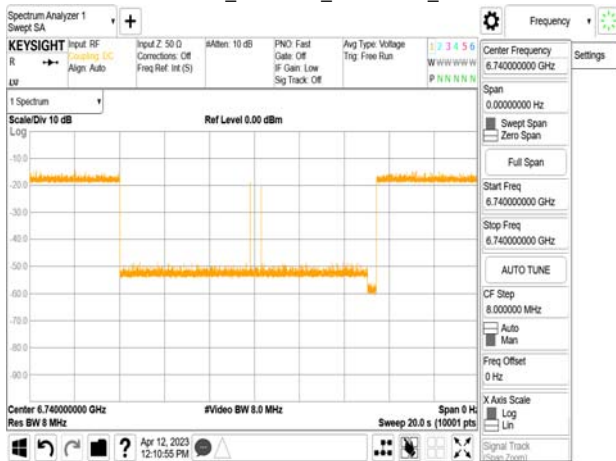 Spectrum Analyzer 1
Swept SA
Frequency
KEYSIGHT
R
Input: RF
Coupling: DC
Align: Auto
Input Z: 50 Ω
Corrections: Off
Freq Ref: Int (S)
#Atten: 10 dB
PNO: Fast
Gate: Off
IF Gain: Low
Sig Track: Off
Avg Type: Voltage
Trig: Free Run
1 2 3 4 5 6
W W W W W W
P N N N N N
1 Spectrum
Scale/Div 10 dB
Ref Level 0.00 dBm
Log
-10.0
-20.0
-30.0
-40.0
-50.0
-60.0
-70.0
-80.0
-90.0
Center 6.740000000 GHz
Res BW 8 MHz
#Video BW 8.0 MHz
Span 0 Hz
Sweep 20.0 s (10001 pts
Apr 12, 2023
12:10:55 PM
Center Frequency
6.740000000 GHz
Settings
Span
0.00000000 Hz
Swept Span
Zero Span
Full Span
Start Freq
6.740000000 GHz
Stop Freq
6.740000000 GHz
AUTO TUNE
CF Step
8.000000 MHz
Auto
Man
Freq Offset
0 Hz
X Axis Scale
Log
Lin
Signal Track
(Span Zoom)